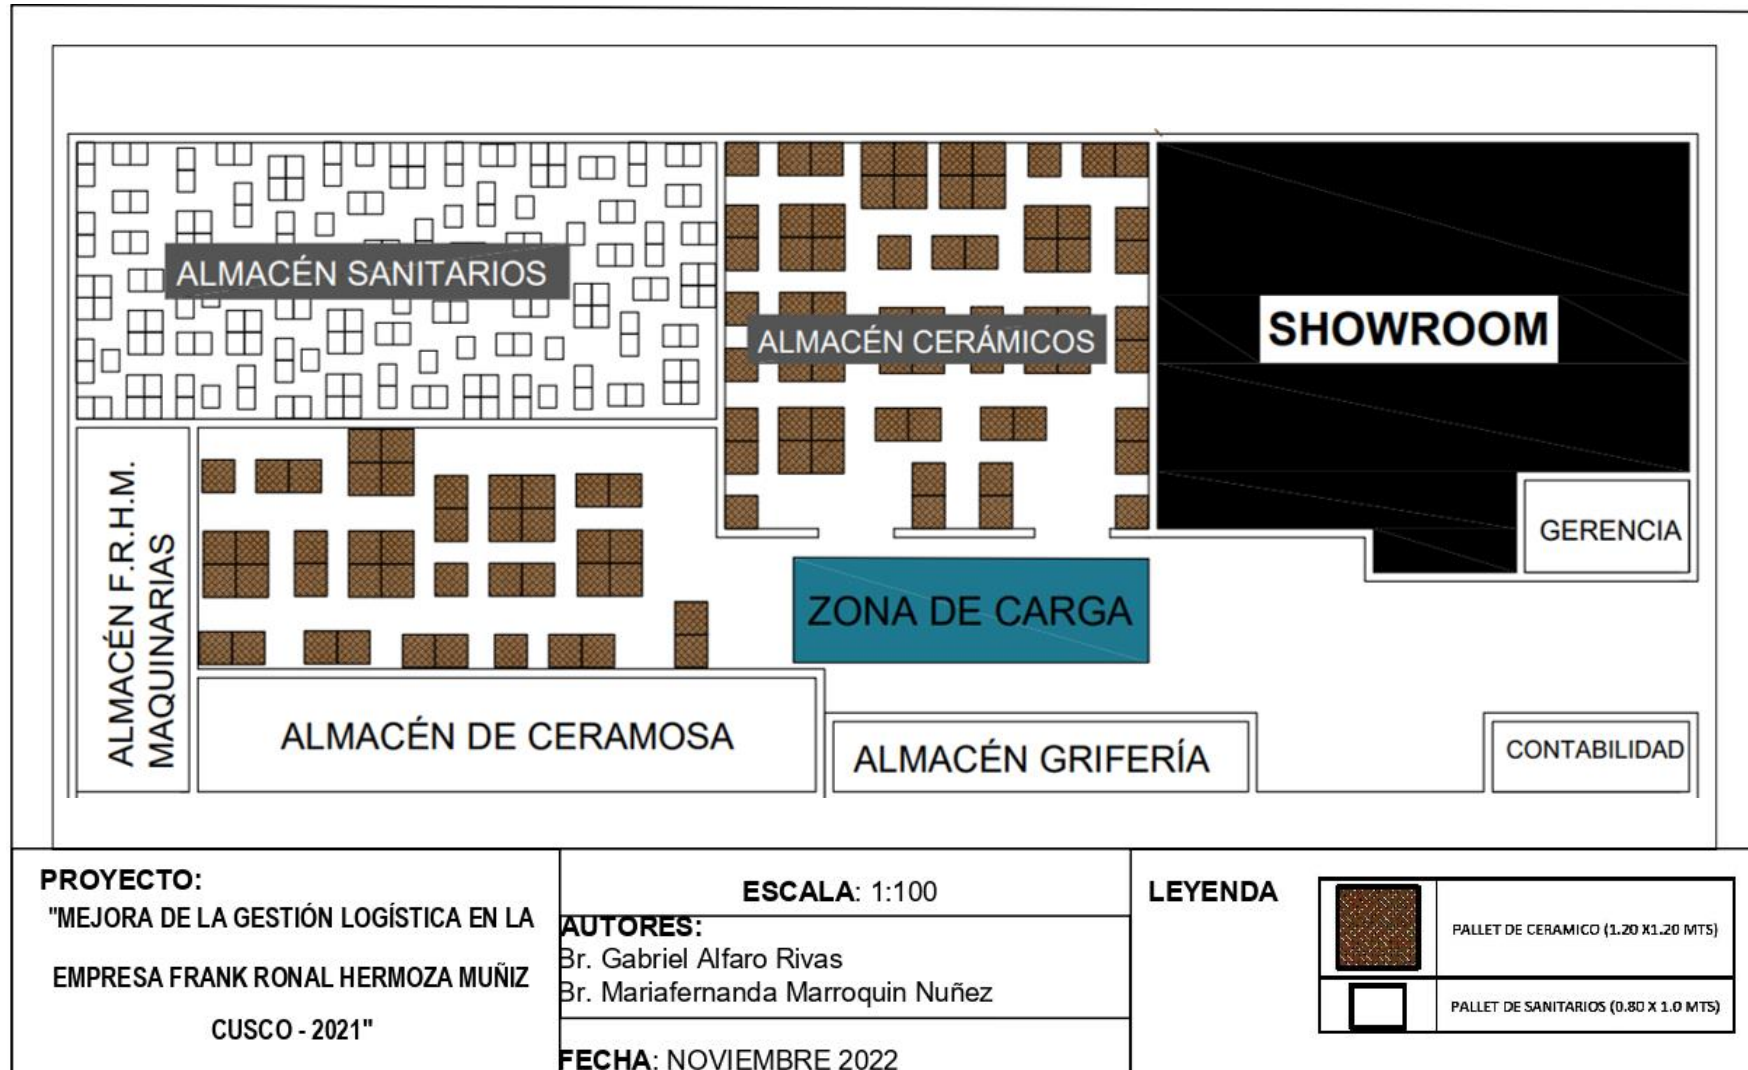 ALMACÉN SANITARIOS
ALMACÉN CERÁMICOS
SHOWROOM
GERENCIA
ALMACÉN F.R.H.M.
MAQUINARIAS
ZONA DE CARGA
ALMACÉN DE CERAMOSA
ALMACÉN GRIFERÍA
CONTABILIDAD
PROYECTO:
"MEJORA DE LA GESTIÓN LOGÍSTICA EN LA
EMPRESA FRANK RONAL HERMOZA MUÑIZ
CUSCO - 2021"
ESCALA: 1:100
AUTORES:
Br. Gabriel Alfaro Rivas
Br. Mariafernanda Marroquin Nuñez
FECHA: NOVIEMBRE 2022
LEYENDA
PALLET DE CERAMICO (1.20 X1.20 MTS)
PALLET DE SANITARIOS (0.80 X 1.0 MTS)